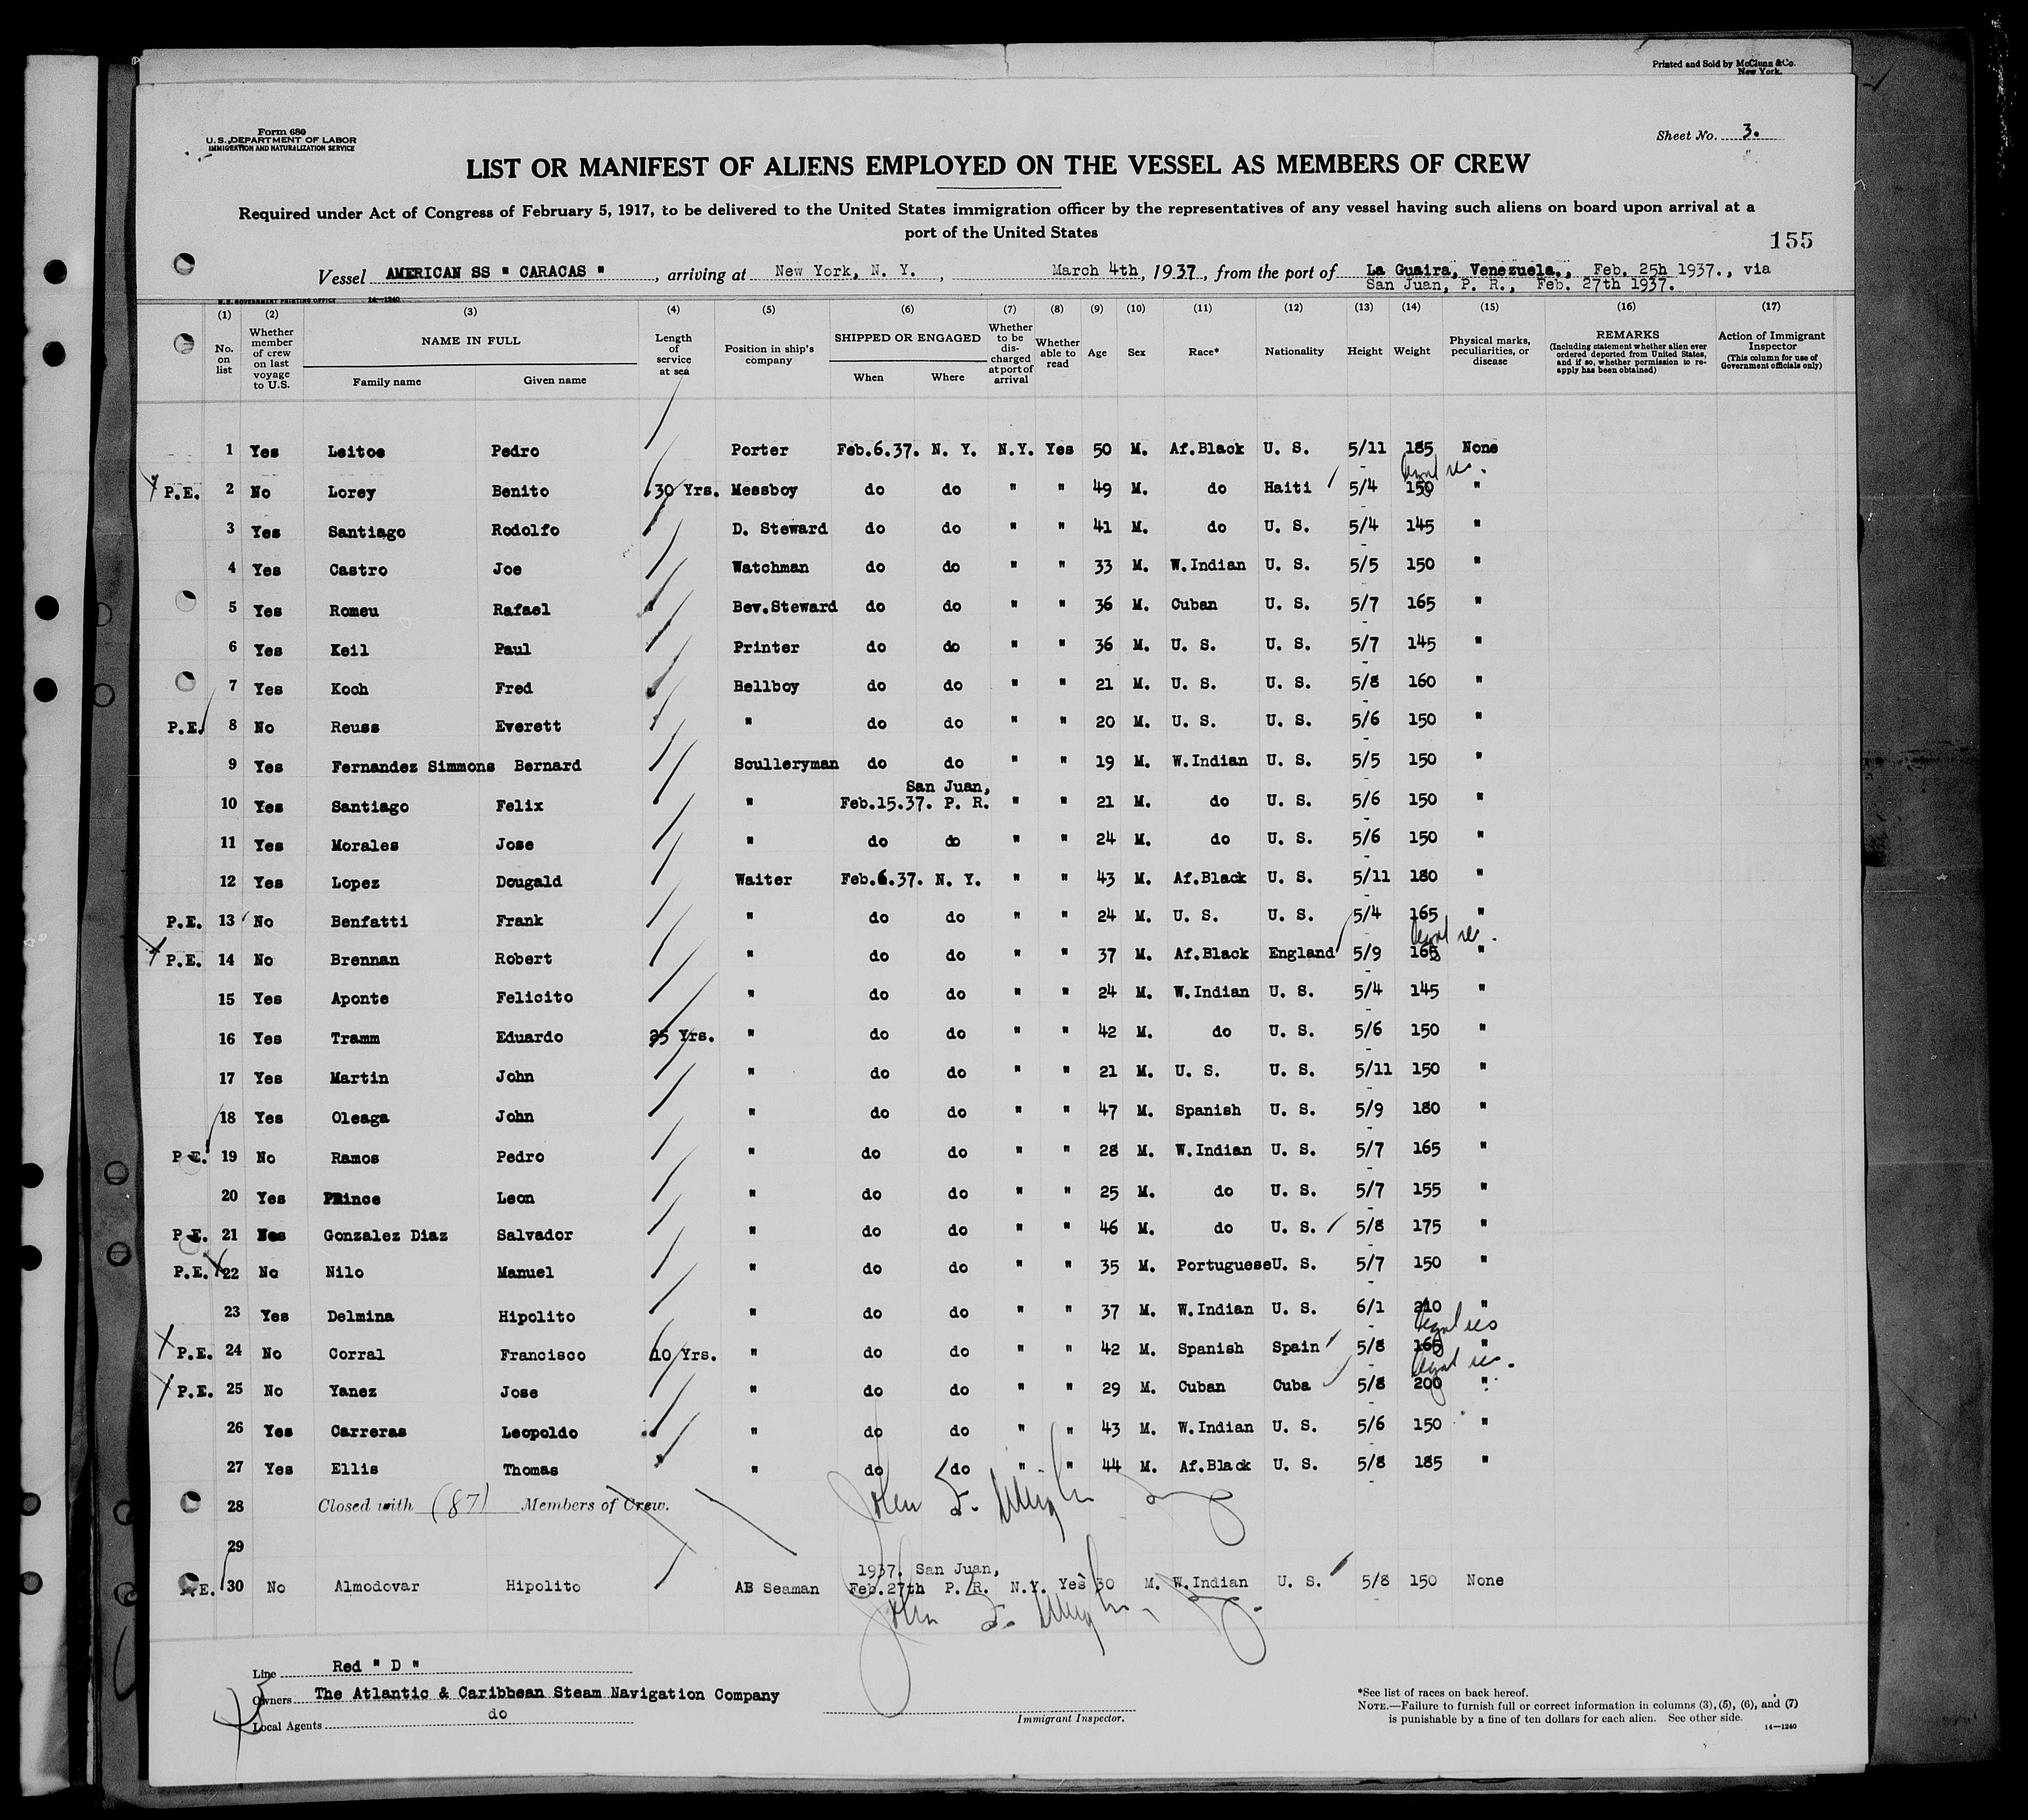 Printed and Sold by McClunn & Co.
New York.
Form 680
U. S. DEPARTMENT OF LABOR
IMMIGRATION AND NATURALIZATION SERVICE
Sheet No. 3.
LIST OR MANIFEST OF ALIENS EMPLOYED ON THE VESSEL AS MEMBERS OF CREW
Required under Act of Congress of February 5, 1917, to be delivered to the United States immigration officer by the representatives of any vessel having such aliens on board upon arrival at a
port of the United States
155
Vessel AMERICAN SS " CARACAS " , arriving at New York, N. Y. , March 4th, 1937, from the port of La Guaira, Venezuela., Feb. 25h 1937., via
San Juan, P. R., Feb. 27th 1937.
U.S. GOVERNMENT PRINTING OFFICE 14—1240
(1) (2) (3) (4) (5) (6) (7) (8) (9) (10) (11) (12) (13) (14) (15) (16) (17)
No. on list Whether member of crew on last voyage to U.S. NAME IN FULL Family name Given name Length of service at sea Position in ship's company SHIPPED OR ENGAGED When Where Whether to be discharged at port of arrival Whether able to read Age Sex Race* Nationality Height Weight Physical marks, peculiarities, or disease REMARKS (Including statement whether alien ever ordered deported from United States, and if so, whether permission to reapply has been obtained) Action of Immigrant Inspector (This column for use of Government officials only)
1 Yes Leitoe Pedro Porter Feb.6.37. N. Y. N.Y. Yes 50 M. Af.Black U. S. 5/11 185 None
P.E. 2 No Lorey Benito 30 Yrs. Messboy do do " " 49 M. do Haiti 5/4 150 "
3 Yes Santiago Rodolfo D. Steward do do " " 41 M. do U. S. 5/4 145 "
4 Yes Castro Joe Watchman do do " " 33 M. W.Indian U. S. 5/5 150 "
5 Yes Romeu Rafael Bev.Steward do do " " 36 M. Cuban U. S. 5/7 165 "
6 Yes Keil Paul Printer do do " " 36 M. U. S. U. S. 5/7 145 "
7 Yes Koch Fred Bellboy do do " " 21 M. U. S. U. S. 5/8 160 "
P.E. 8 No Reuss Everett " do do " " 20 M. U. S. U. S. 5/6 150 "
9 Yes Fernandez Simmons Bernard Sculleryman do do " " 19 M. W.Indian U. S. 5/5 150 "
San Juan,
10 Yes Santiago Felix " Feb.15.37. P. R. " " 21 M. do U. S. 5/6 150 "
11 Yes Morales Jose " do do " " 24 M. do U. S. 5/6 150 "
12 Yes Lopez Dougald Waiter Feb.6.37. N. Y. " " 43 M. Af.Black U. S. 5/11 180 "
P.E. 13 No Benfatti Frank " do do " " 24 M. U. S. U. S. 5/4 165 "
P.E. 14 No Brennan Robert " do do " " 37 M. Af.Black England 5/9 165 "
15 Yes Aponte Felicito " do do " " 24 M. W.Indian U. S. 5/4 145 "
16 Yes Tramm Eduardo 25 Yrs. " do do " " 42 M. do U. S. 5/6 150 "
17 Yes Martin John " do do " " 21 M. U. S. U. S. 5/11 150 "
18 Yes Oleaga John " do do " " 47 M. Spanish U. S. 5/9 180 "
P.E. 19 No Ramos Pedro " do do " " 28 M. W.Indian U. S. 5/7 165 "
20 Yes Prince Leon " do do " " 25 M. do U. S. 5/7 155 "
P.E. 21 Gonzalez Diaz Salvador " do do " " 46 M. do U. S. 5/8 175 "
P.E. 22 No Nilo Manuel " do do " " 35 M. Portuguese U. S. 5/7 150 "
23 Yes Delmina Hipolito " do do " " 37 M. W.Indian U. S. 6/1 210 "
legal res
P.E. 24 No Corral Francisco 10 Yrs. " do do " " 42 M. Spanish Spain 5/8 165 "
legal res.
P.E. 25 No Yanez Jose " do do " " 29 M. Cuban Cuba 5/8 200 "
26 Yes Carreras Leopoldo " do do " " 43 M. W.Indian U. S. 5/6 150 "
27 Yes Ellis Thomas " do do " " 44 M. Af.Black U. S. 5/8 185 "
28 Closed with (87) Members of Crew.
29
1937. San Juan,
P.E. 30 No Almodovar Hipolito AB Seaman Feb.27th P. R. N.Y. Yes 30 M. W.Indian U. S. 5/8 150 None
Line Red " D "
Owners The Atlantic & Caribbean Steam Navigation Company
Local Agents do
Immigrant Inspector.
*See list of races on back hereof.
NOTE.—Failure to furnish full or correct information in columns (3), (5), (6), and (7)
is punishable by a fine of ten dollars for each alien. See other side.
14—1240